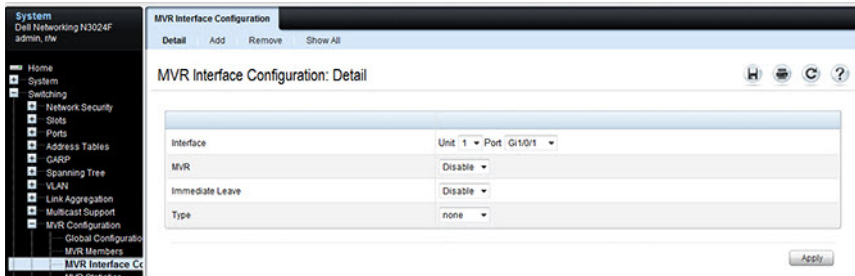 System
Dell Networking N3024F
admin, r/w
Home
System
Switching
Network Security
Slots
Ports
Address Tables
GARP
Spanning Tree
VLAN
Link Aggregation
Multicast Support
MVR Configuration
Global Configuratio
MVR Members
MVR Interface Co
MVR Statistics
MVR Interface Configuration
Detail Add Remove Show All
MVR Interface Configuration: Detail
Interface Unit 1 Port Gi1/0/1
MVR Disable
Immediate Leave Disable
Type none
Apply